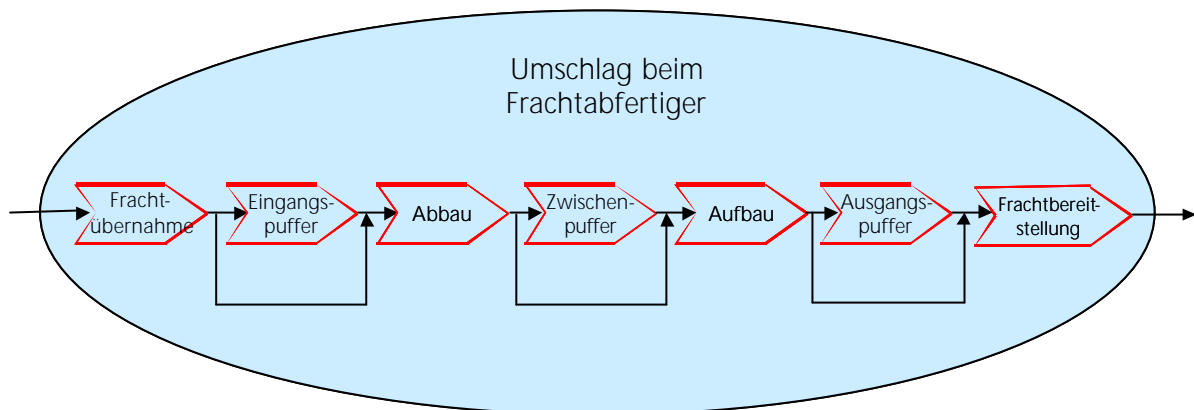 Umschlag beim
Frachtabfertiger
Fracht-
übernahme
Eingangs-
puffer
Abbau
Zwischen-
puffer
Aufbau
Ausgangs-
puffer
Frachtbereit-
stellung